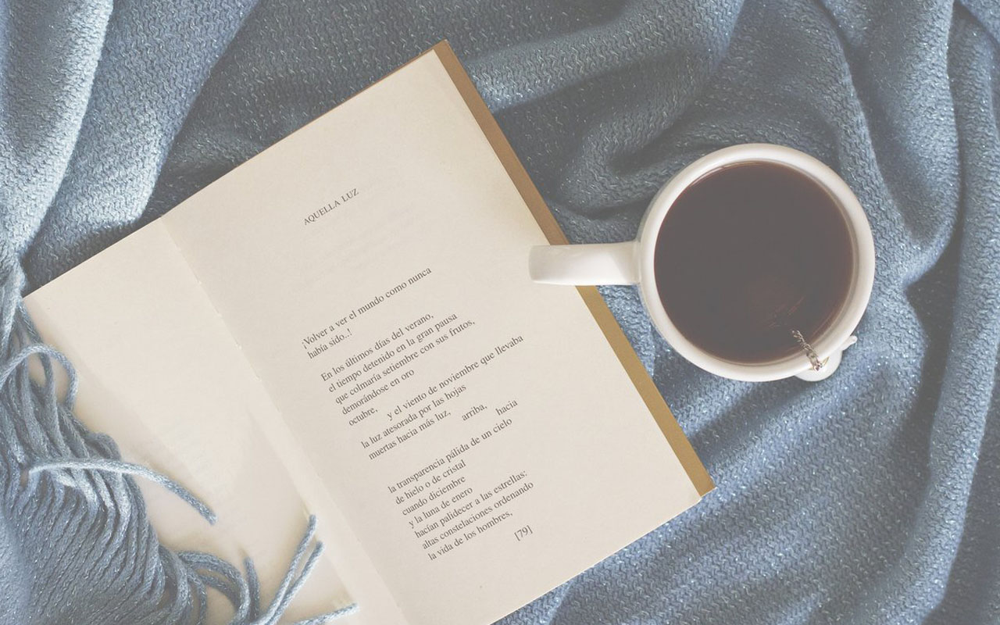 AQUELLA LUZ
¡Volver a ver el mundo como nunca
había sido..!
En los últimos días del verano,
el tiempo detenido en la gran pausa
que colmaría setiembre con sus frutos,
demorándose en oro
octubre,
y el viento de noviembre que llevaba
la luz atesorada por las hojas
muertas hacia más luz,
arriba, hacia
la transparencia pálida de un cielo
de hielo o de cristal
cuando diciembre
y la luna de enero
hacían palidecer a las estrellas:
altas constelaciones ordenando
la vida de los hombres,
[79]